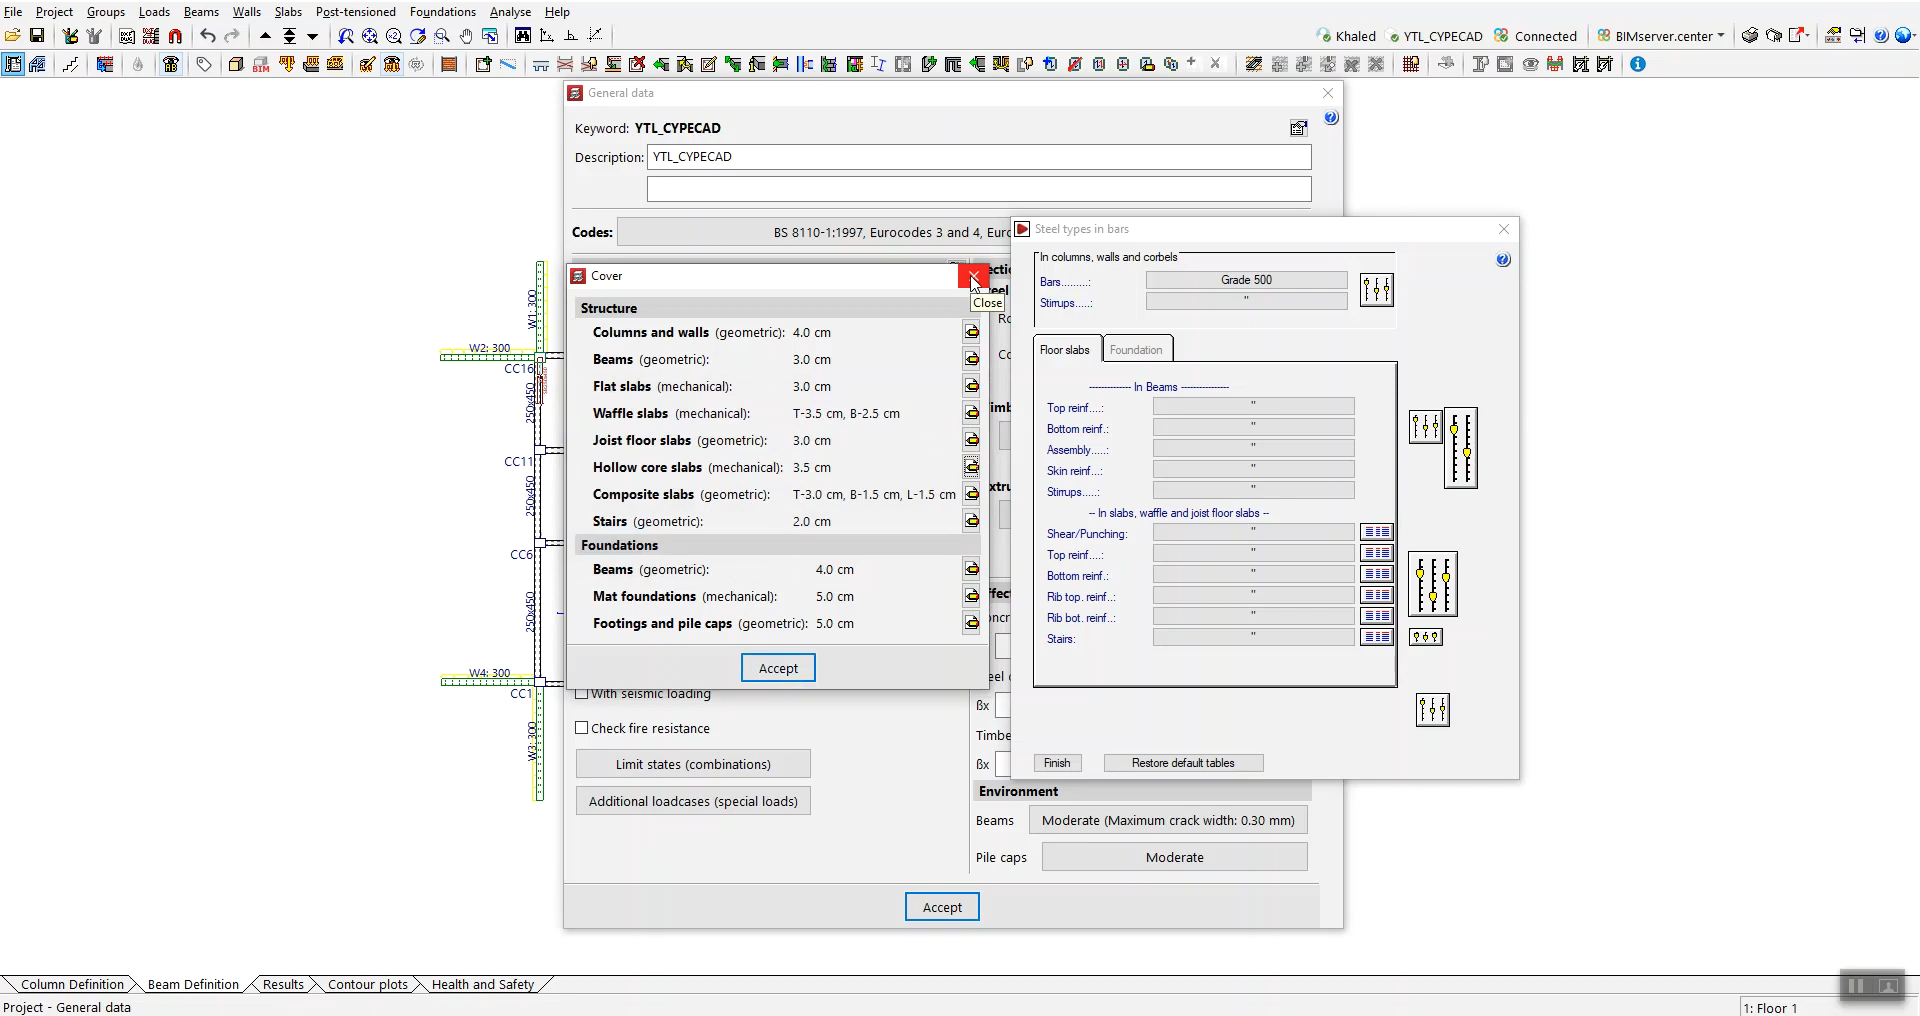 File Project Groups Loads Beams Walls Slabs Post-tensioned Foundations Analyse Help
Khaled YTL_CYPECAD Connected BIMserver.center
General data
Keyword: YTL_CYPECAD
Description: YTL_CYPECAD
Codes: BS 8110-1:1997, Eurocodes 3 and 4, Euro
Cover
Close
Structure
Columns and walls (geometric): 4.0 cm
Beams (geometric): 3.0 cm
Flat slabs (mechanical): 3.0 cm
Waffle slabs (mechanical): T-3.5 cm, B-2.5 cm
Joist floor slabs (geometric): 3.0 cm
Hollow core slabs (mechanical): 3.5 cm
Composite slabs (geometric): T-3.0 cm, B-1.5 cm, L-1.5 cm
Stairs (geometric): 2.0 cm
Foundations
Beams (geometric): 4.0 cm
Mat foundations (mechanical): 5.0 cm
Footings and pile caps (geometric): 5.0 cm
Accept
With seismic loading
Check fire resistance
Limit states (combinations)
Additional loadcases (special loads)
ßx
Timbe
ßx
Environment
Beams Moderate (Maximum crack width: 0.30 mm)
Pile caps Moderate
Accept
Steel types in bars
In columns, walls and corbels
Bars.........: Grade 500
Stirrups.....: "
Floor slabs Foundation
-------------- In Beams ----------------
Top reinf....: "
Bottom reinf.: "
Assembly.....: "
Skin reinf...: "
Stirrups.....: "
-- In slabs, waffle and joist floor slabs --
Shear/Punching: "
Top reinf....: "
Bottom reinf.: "
Rib top. reinf..: "
Rib bot. reinf..: "
Stairs: "
Finish Restore default tables
W1: 300
W2: 300
CC16
250x450
CC11
250x450
CC6
250x450
W4: 300
CC1
W3: 300
Column Definition Beam Definition Results Contour plots Health and Safety
Project - General data 1: Floor 1